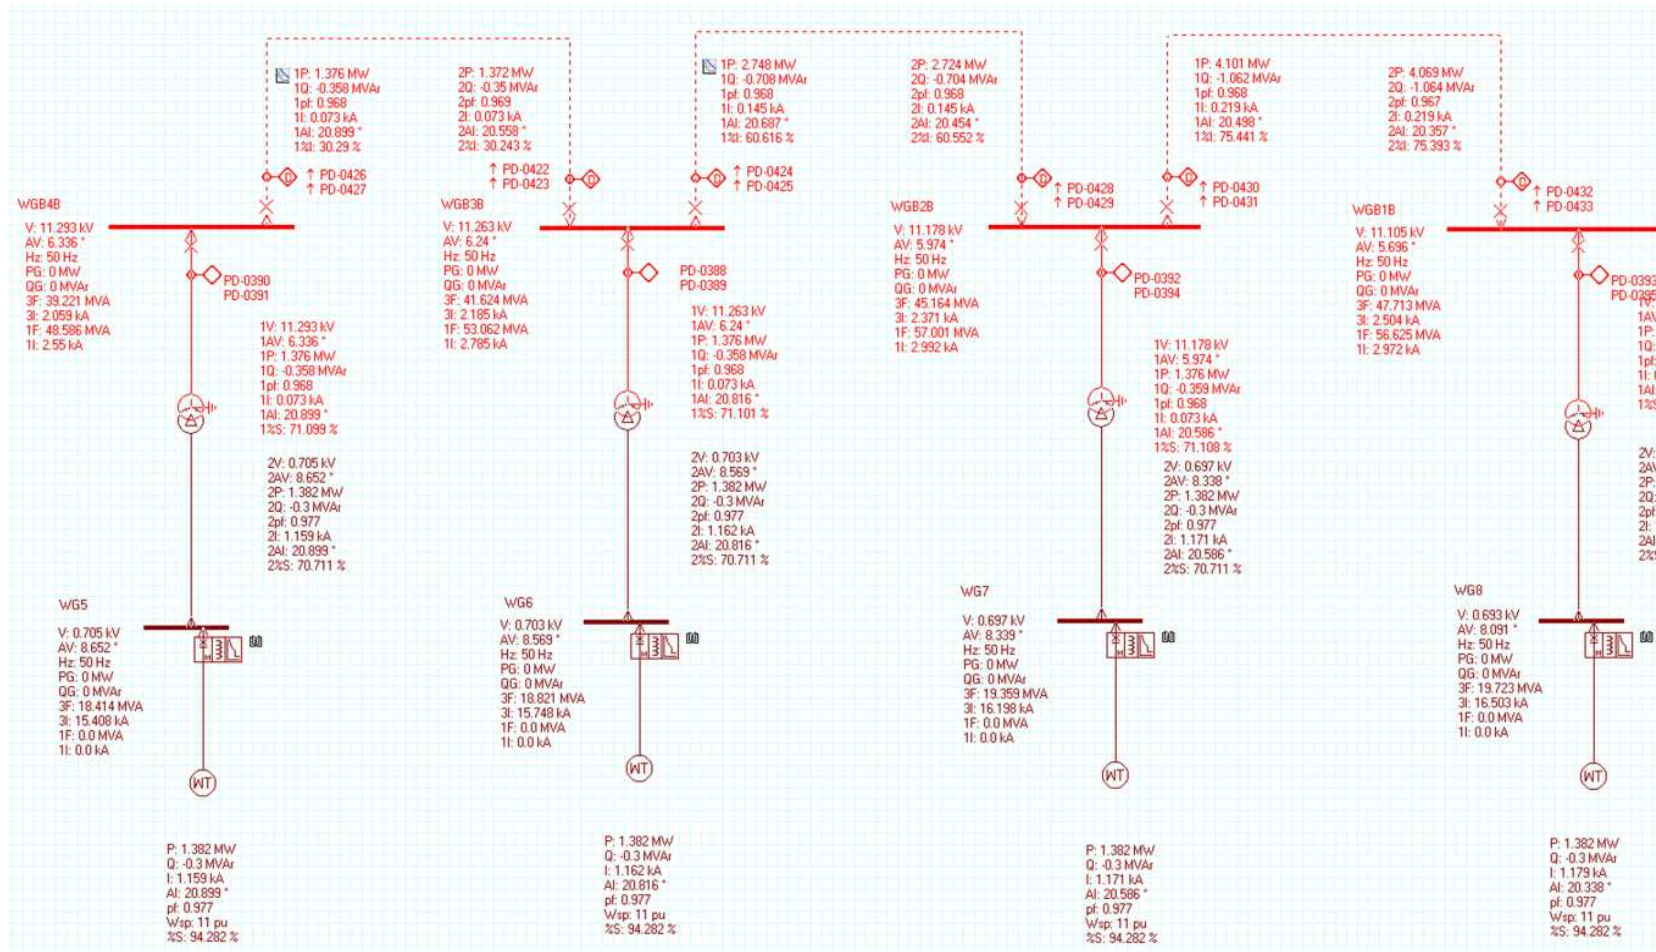 1P: 1.376 MW
1Q: -0.358 MVAr
1pf: 0.968
1I: 0.073 kA
1AI: 20.899 °
1%I: 30.29 %
2P: 1.372 MW
2Q: -0.35 MVAr
2pf: 0.969
2I: 0.073 kA
2AI: 20.558 °
2%I: 30.243 %
1P: 2.748 MW
1Q: -0.708 MVAr
1pf: 0.968
1I: 0.145 kA
1AI: 20.687 °
1%I: 60.616 %
2P: 2.724 MW
2Q: -0.704 MVAr
2pf: 0.968
2I: 0.145 kA
2AI: 20.454 °
2%I: 60.552 %
1P: 4.101 MW
1Q: -1.062 MVAr
1pf: 0.968
1I: 0.219 kA
1AI: 20.498 °
1%I: 75.441 %
2P: 4.069 MW
2Q: -1.064 MVAr
2pf: 0.967
2I: 0.219 kA
2AI: 20.357 °
2%I: 75.393 %
↑ PD-0426
↑ PD-0427
↑ PD-0422
↑ PD-0423
↑ PD-0424
↑ PD-0425
↑ PD-0428
↑ PD-0429
↑ PD-0430
↑ PD-0431
↑ PD-0432
↑ PD-0433
WGB4B
V: 11.293 kV
AV: 6.336 °
Hz: 50 Hz
PG: 0 MW
QG: 0 MVAr
3F: 39.221 MVA
3I: 2.059 kA
1F: 48.586 MVA
1I: 2.55 kA
PD-0390
PD-0391
1V: 11.293 kV
1AV: 6.336 °
1P: 1.376 MW
1Q: -0.358 MVAr
1pf: 0.968
1I: 0.073 kA
1AI: 20.899 °
1%S: 71.099 %
2V: 0.705 kV
2AV: 8.652 °
2P: 1.382 MW
2Q: -0.3 MVAr
2pf: 0.977
2I: 1.159 kA
2AI: 20.899 °
2%S: 70.711 %
WG5
V: 0.705 kV
AV: 8.652 °
Hz: 50 Hz
PG: 0 MW
QG: 0 MVAr
3F: 18.414 MVA
3I: 15.408 kA
1F: 0.0 MVA
1I: 0.0 kA
M
WT
P: 1.382 MW
Q: -0.3 MVAr
I: 1.159 kA
AI: 20.899 °
pf: 0.977
Wsp: 11 pu
%S: 94.282 %
WGB3B
V: 11.263 kV
AV: 6.24 °
Hz: 50 Hz
PG: 0 MW
QG: 0 MVAr
3F: 41.624 MVA
3I: 2.185 kA
1F: 53.062 MVA
1I: 2.785 kA
PD-0388
PD-0389
1V: 11.263 kV
1AV: 6.24 °
1P: 1.376 MW
1Q: -0.358 MVAr
1pf: 0.968
1I: 0.073 kA
1AI: 20.816 °
1%S: 71.101 %
2V: 0.703 kV
2AV: 8.569 °
2P: 1.382 MW
2Q: -0.3 MVAr
2pf: 0.977
2I: 1.162 kA
2AI: 20.816 °
2%S: 70.711 %
WG6
V: 0.703 kV
AV: 8.569 °
Hz: 50 Hz
PG: 0 MW
QG: 0 MVAr
3F: 18.821 MVA
3I: 15.748 kA
1F: 0.0 MVA
1I: 0.0 kA
M
WT
P: 1.382 MW
Q: -0.3 MVAr
I: 1.162 kA
AI: 20.816 °
pf: 0.977
Wsp: 11 pu
%S: 94.282 %
WGB2B
V: 11.178 kV
AV: 5.974 °
Hz: 50 Hz
PG: 0 MW
QG: 0 MVAr
3F: 45.164 MVA
3I: 2.371 kA
1F: 57.001 MVA
1I: 2.992 kA
PD-0392
PD-0394
1V: 11.178 kV
1AV: 5.974 °
1P: 1.376 MW
1Q: -0.359 MVAr
1pf: 0.968
1I: 0.073 kA
1AI: 20.586 °
1%S: 71.108 %
2V: 0.697 kV
2AV: 8.338 °
2P: 1.382 MW
2Q: -0.3 MVAr
2pf: 0.977
2I: 1.171 kA
2AI: 20.586 °
2%S: 70.711 %
WG7
V: 0.697 kV
AV: 8.339 °
Hz: 50 Hz
PG: 0 MW
QG: 0 MVAr
3F: 19.359 MVA
3I: 16.198 kA
1F: 0.0 MVA
1I: 0.0 kA
M
WT
P: 1.382 MW
Q: -0.3 MVAr
I: 1.171 kA
AI: 20.586 °
pf: 0.977
Wsp: 11 pu
%S: 94.282 %
WGB1B
V: 11.105 kV
AV: 5.696 °
Hz: 50 Hz
PG: 0 MW
QG: 0 MVAr
3F: 47.713 MVA
3I: 2.504 kA
1F: 56.625 MVA
1I: 2.972 kA
PD-0393
1P:
1Q:
2V:
2P:
2Q:
2I:
WG8
V: 0.693 kV
AV: 8.091 °
Hz: 50 Hz
PG: 0 MW
QG: 0 MVAr
3F: 19.723 MVA
3I: 16.503 kA
1F: 0.0 MVA
1I: 0.0 kA
M
WT
P: 1.382 MW
Q: -0.3 MVAr
I: 1.179 kA
AI: 20.338 °
pf: 0.977
Wsp: 11 pu
%S: 94.282 %